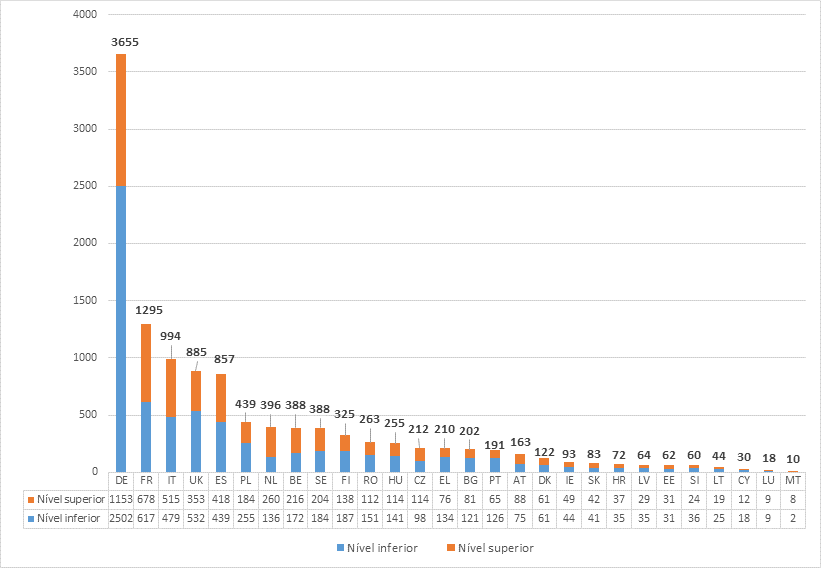 4000
3655
3500
3000
2500
2000
1500
1295
1000
994
885
857
500
439 396 388 388 325 263 255 212 210 202 191 163 122 93 83 72 64 62 60 44 30 18 10
0
DE FR IT UK ES PL NL BE SE FI RO HU CZ EL BG PT AT DK IE SK HR LV EE SI LT CY LU MT
Nível superior 1153 678 515 353 418 184 260 216 204 138 112 114 114 76 81 65 88 61 49 42 37 29 31 24 19 12 9 8
Nível inferior 2502 617 479 532 439 255 136 172 184 187 151 141 98 134 121 126 75 61 44 41 35 35 31 36 25 18 9 2
Nível inferior Nível superior